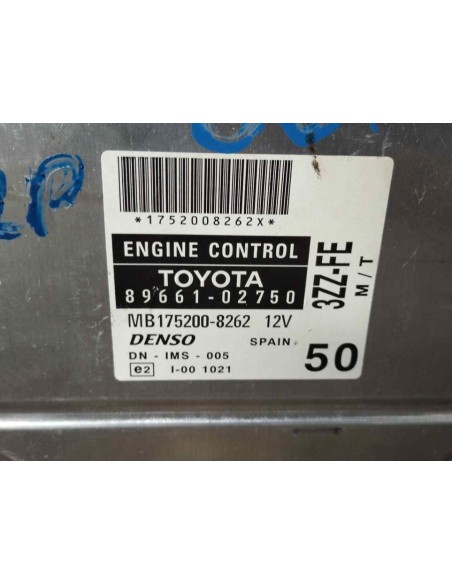 *1752008262X*
ENGINE CONTROL
TOYOTA
89661-02750
3ZZ-FE
M/T
MB175200-8262 12V
DENSO SPAIN
50
DN - IMS - 005
e2 I-00 1021